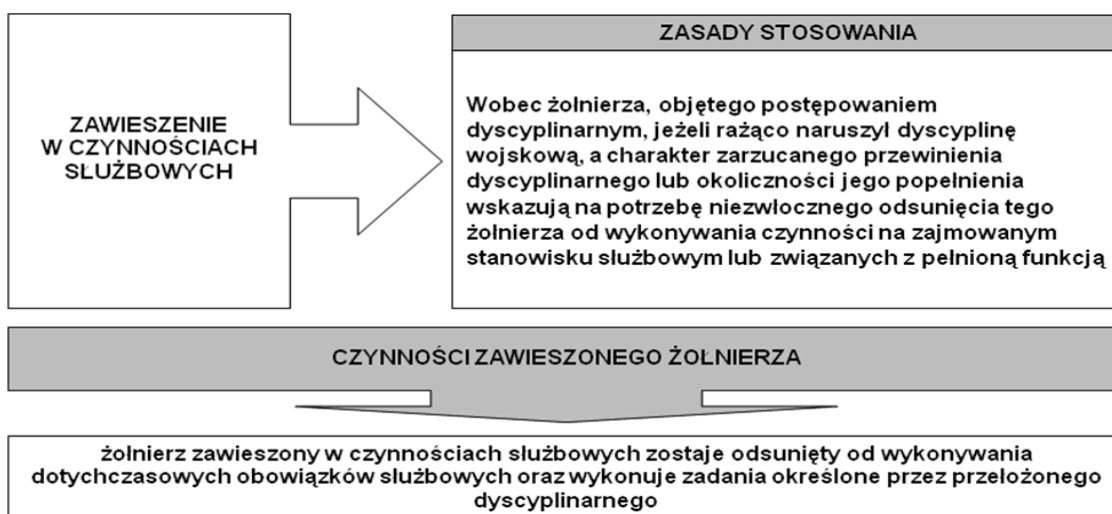 ZAWIESZENIE
W CZYNNOŚCIACH
SŁUŻBOWYCH
ZASADY STOSOWANIA
Wobec żołnierza, objętego postępowaniem
dyscyplinarnym, jeżeli rażąco naruszył dyscyplinę
wojskową, a charakter zarzucanego przewinienia
dyscyplinarnego lub okoliczności jego popełnienia
wskazują na potrzebę niezwłocznego odsunięcia tego
żołnierza od wykonywania czynności na zajmowanym
stanowisku służbowym lub związanych z pełnioną funkcją
CZYNNOŚCI ZAWIESZONEGO ŻOŁNIERZA
żołnierz zawieszony w czynnościach służbowych zostaje odsunięty od wykonywania
dotychczasowych obowiązków służbowych oraz wykonuje zadania określone przez przełożonego
dyscyplinarnego